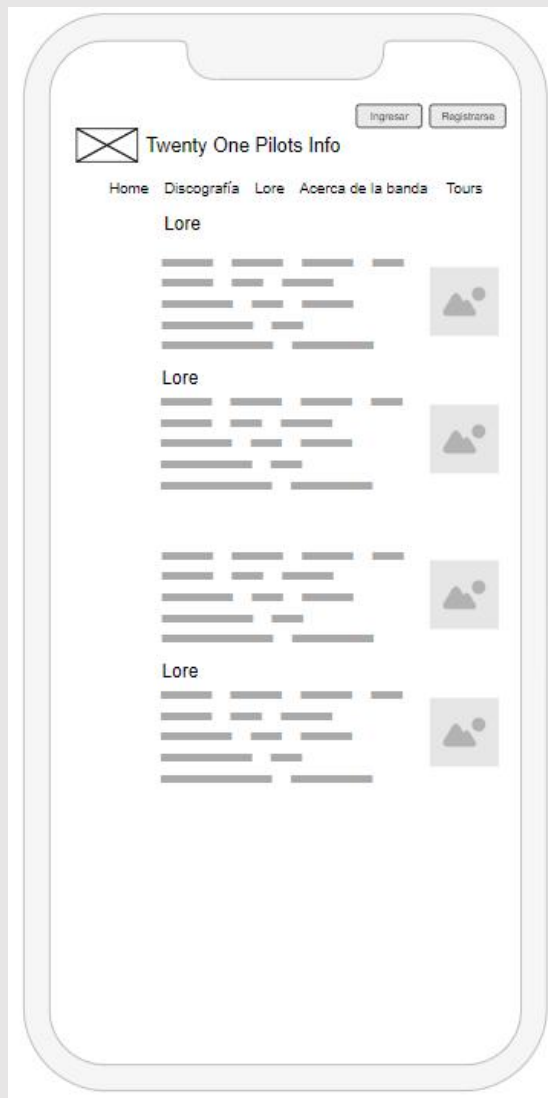 Ingresar Registrarse
Twenty One Pilots Info
Home Discografía Lore Acerca de la banda Tours
Lore
Lore
Lore